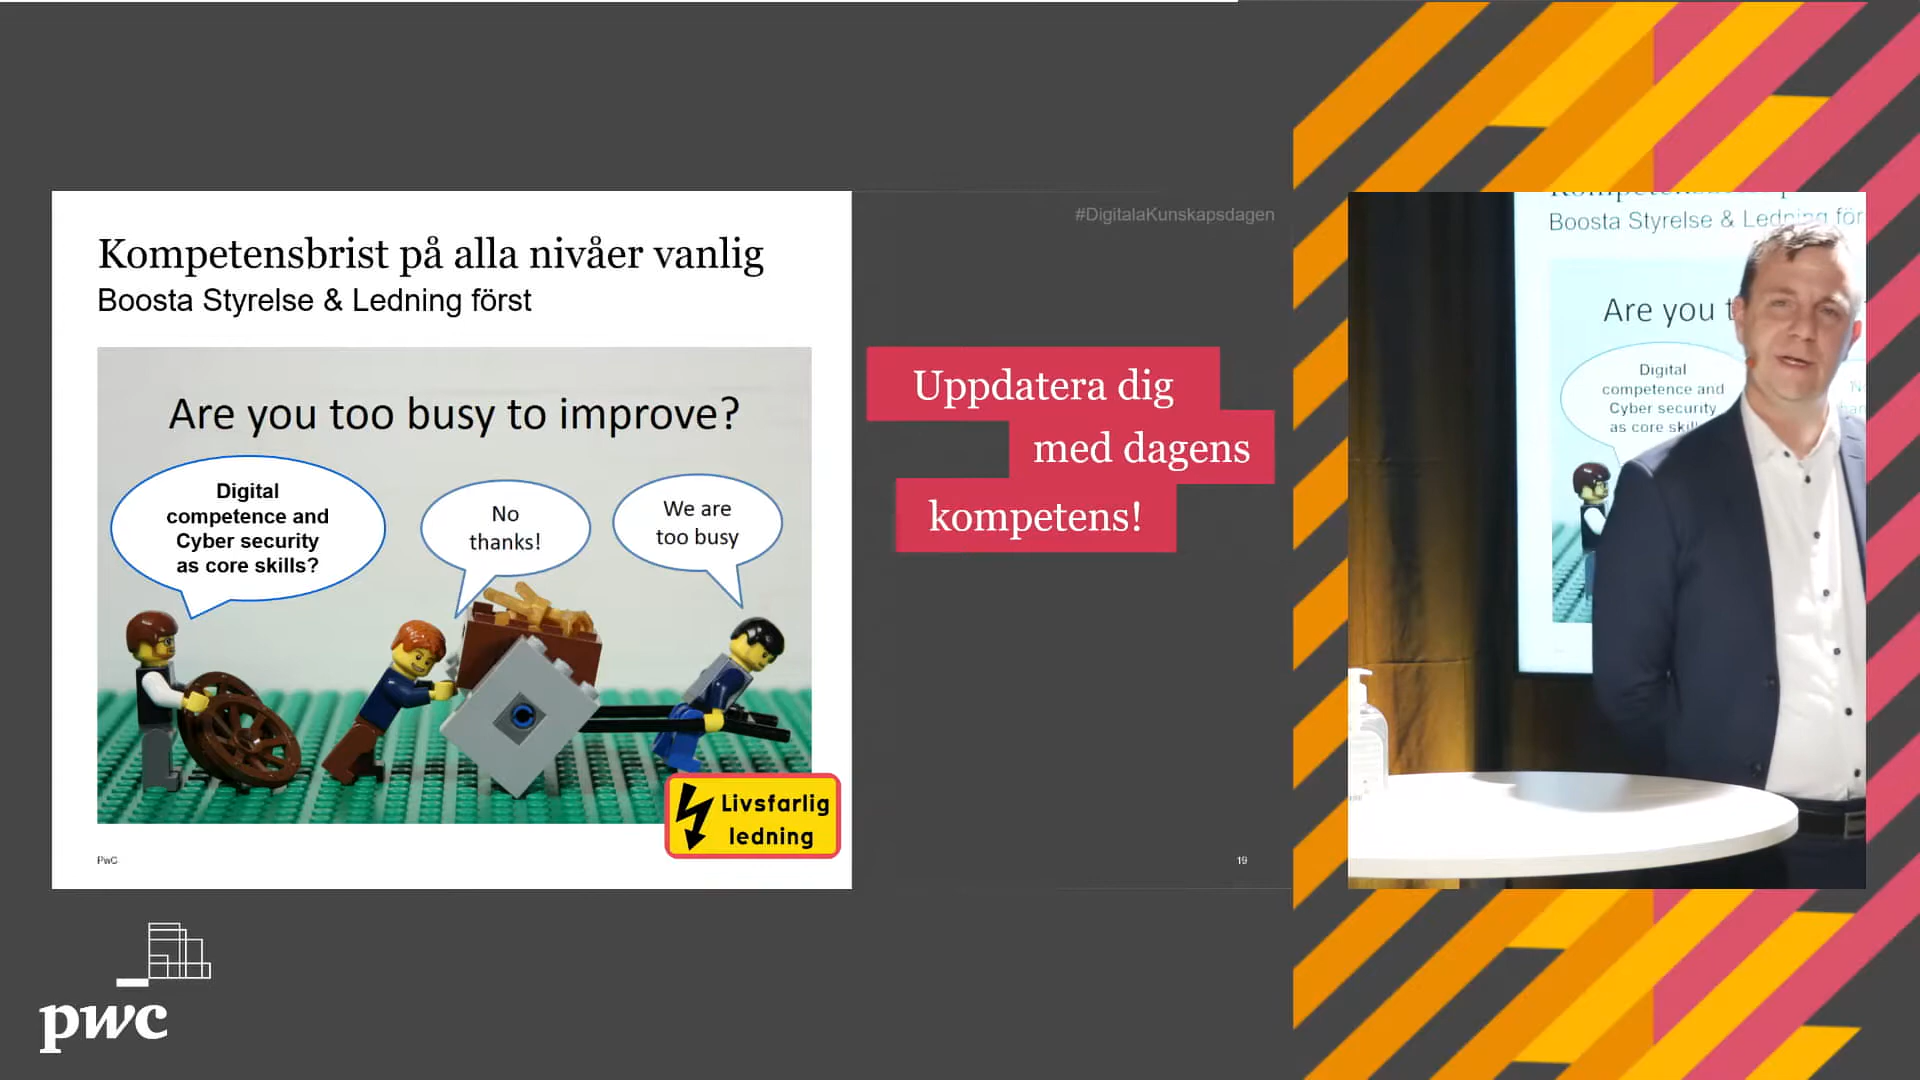 #DigitalaKunskapsdagen
Kompetensbrist på alla nivåer vanlig
Boosta Styrelse & Ledning först
Are you too busy to improve?
Digital
competence and
Cyber security
as core skills?
No
thanks!
We are
too busy
Livsfarlig
ledning
PwC
Uppdatera dig
med dagens
kompetens!
19
Boosta Styrelse & Ledning för
Are you t
Digital
competence and
Cyber security
as core skill
pwc